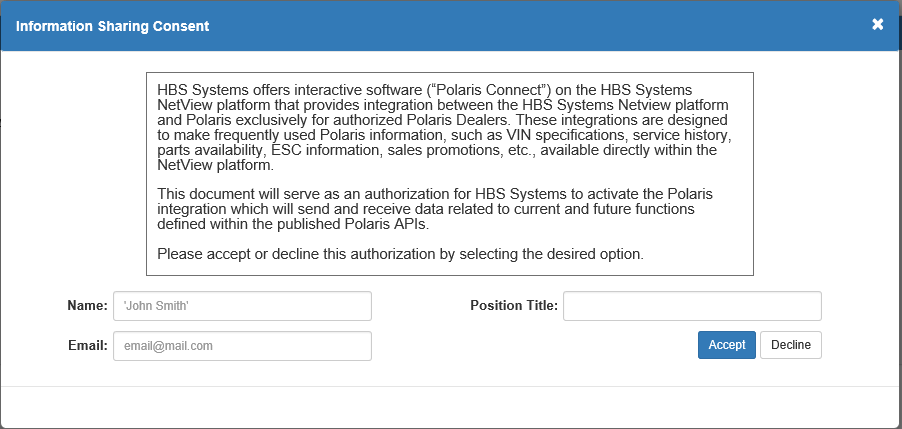 Information Sharing Consent
HBS Systems offers interactive software (“Polaris Connect”) on the HBS Systems
NetView platform that provides integration between the HBS Systems Netview platform
and Polaris exclusively for authorized Polaris Dealers. These integrations are designed
to make frequently used Polaris information, such as VIN specifications, service history,
parts availability, ESC information, sales promotions, etc., available directly within the
NetView platform.
This document will serve as an authorization for HBS Systems to activate the Polaris
integration which will send and receive data related to current and future functions
defined within the published Polaris APIs.
Please accept or decline this authorization by selecting the desired option.
Name: 'John Smith' Position Title:
Email: email@mail.com Accept Decline